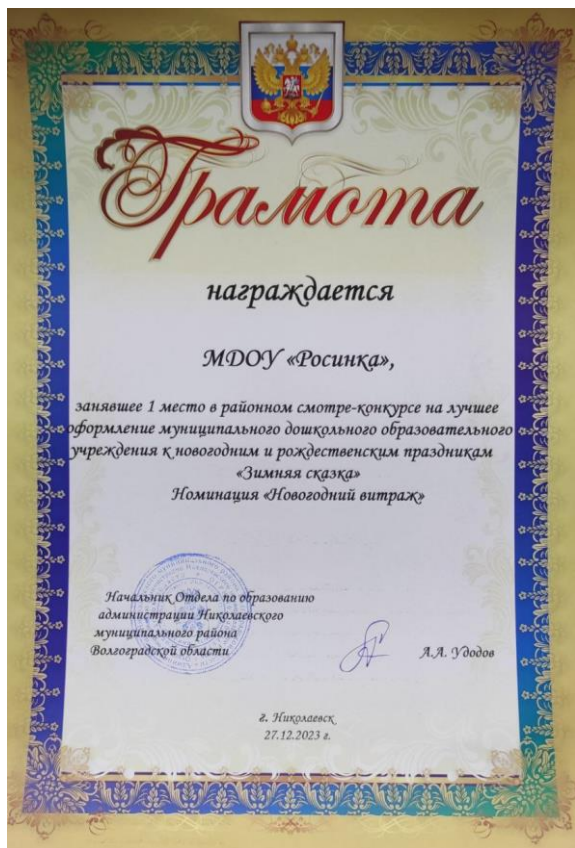 Грамота
награждается
МДОУ «Росинка»,
занявшее 1 место в районном смотре-конкурсе на лучшее
оформление муниципального дошкольного образовательного
учреждения к новогодним и рождественским праздникам
«Зимняя сказка»
Номинация «Новогодний витраж»
Начальник Отдела по образованию
администрации Николаевского
муниципального района
Волгоградской области
А.А. Удодов
г. Николаевск
27.12.2023 г.